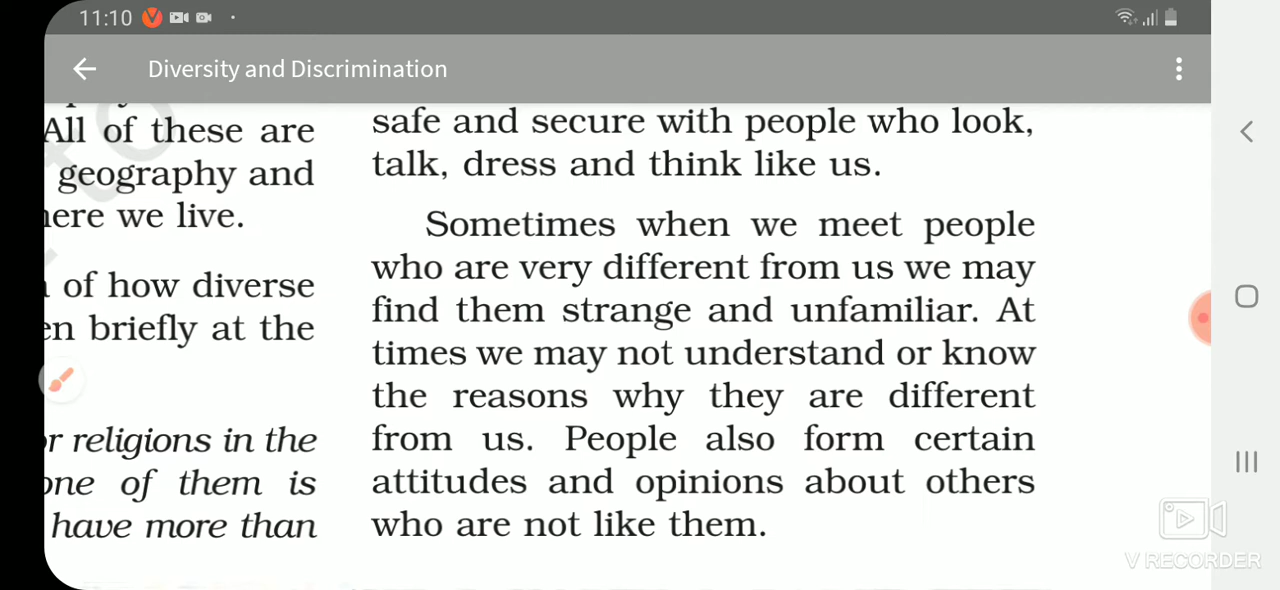 11:10
Diversity and Discrimination
All of these are
geography and
we live.
of how diverse
briefly at the
religions in the
of them is
have more than
safe and secure with people who look,
talk, dress and think like us.
Sometimes when we meet people
who are very different from us we may
find them strange and unfamiliar. At
times we may not understand or know
the reasons why they are different
from us. People also form certain
attitudes and opinions about others
who are not like them.
V RECORDER